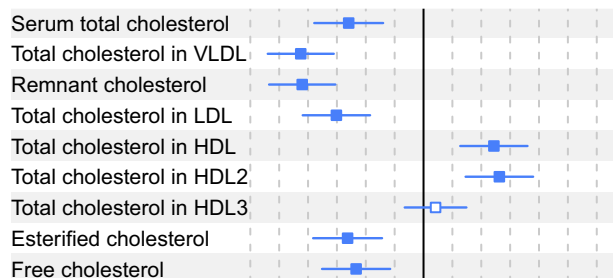 Serum total cholesterol
Total cholesterol in VLDL
Remnant cholesterol
Total cholesterol in LDL
Total cholesterol in HDL
Total cholesterol in HDL2
Total cholesterol in HDL3
Esterified cholesterol
Free cholesterol